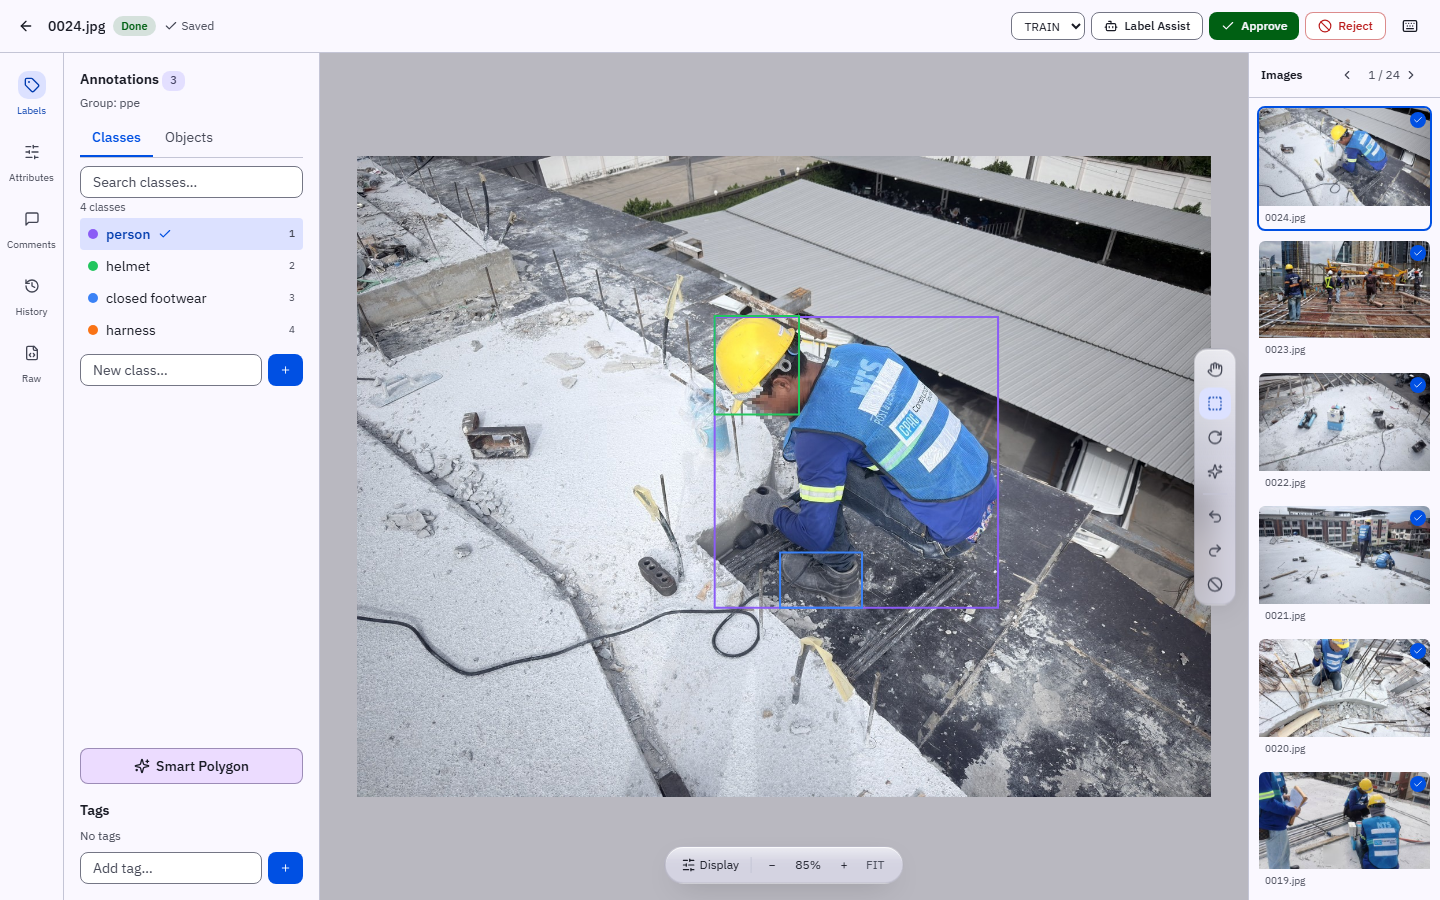 0024.jpg
Done
Saved
TRAIN
Label Assist
Approve
Reject
Labels
Attributes
Comments
History
Raw
Annotations 3
Group: ppe
Classes
Objects
Search classes...
4 classes
person 1
helmet 2
closed footwear 3
harness 4
New class...
+
Smart Polygon
Tags
No tags
Add tag...
+
NTS
CPAC
Display
−
85%
+
FIT
Images
1 / 24
0024.jpg
0023.jpg
0022.jpg
0021.jpg
0020.jpg
NTS
0019.jpg